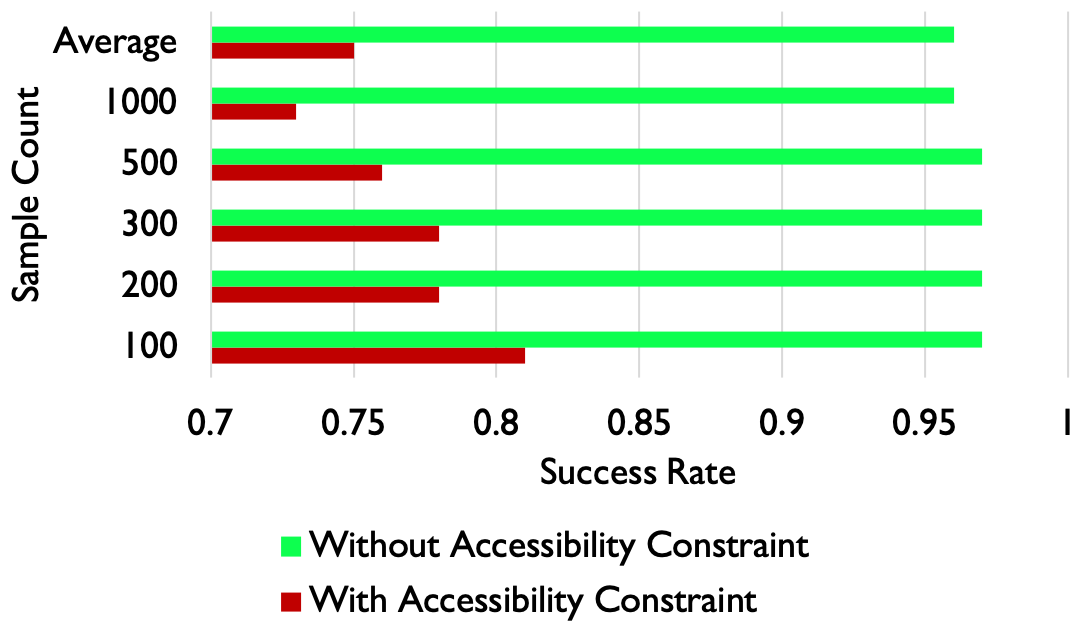 Average
1000
500
300
200
100
Sample Count
0.7 0.75 0.8 0.85 0.9 0.95 1
Success Rate
Without Accessibility Constraint
With Accessibility Constraint